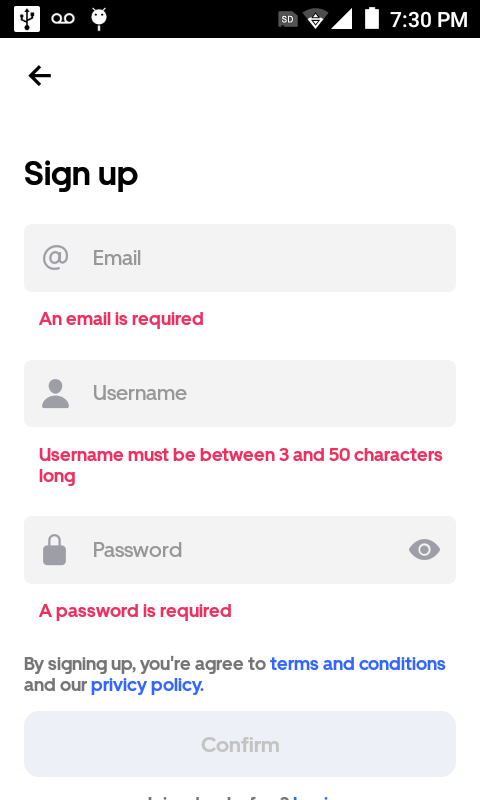 SD 7:30 PM
Sign up
@ Email
An email is required
Username
Username must be between 3 and 50 characters
long
Password
A password is required
By signing up, you're agree to terms and conditions
and our privicy policy.
Confirm